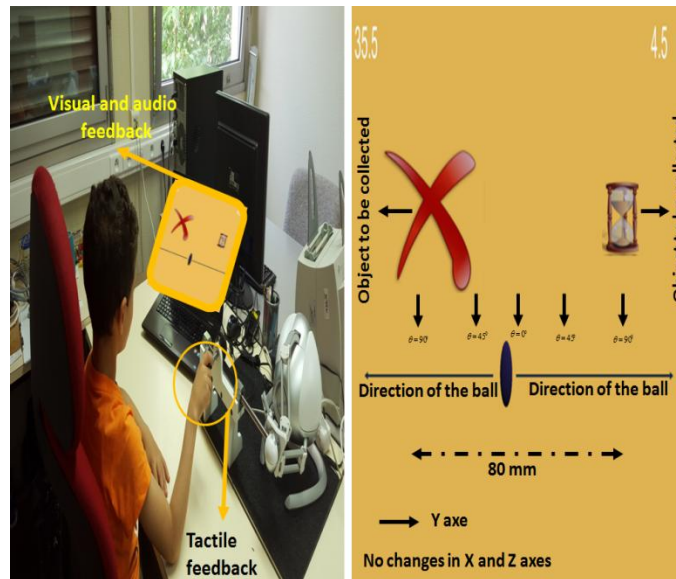 Visual and audio
feedback
Tactile
feedback
35.5
4.5
Object to be collected
θ=90°
θ=45°
θ=0°
θ=45°
θ=90°
Direction of the ball
Direction of the ball
80 mm
Y axe
No changes in X and Z axes